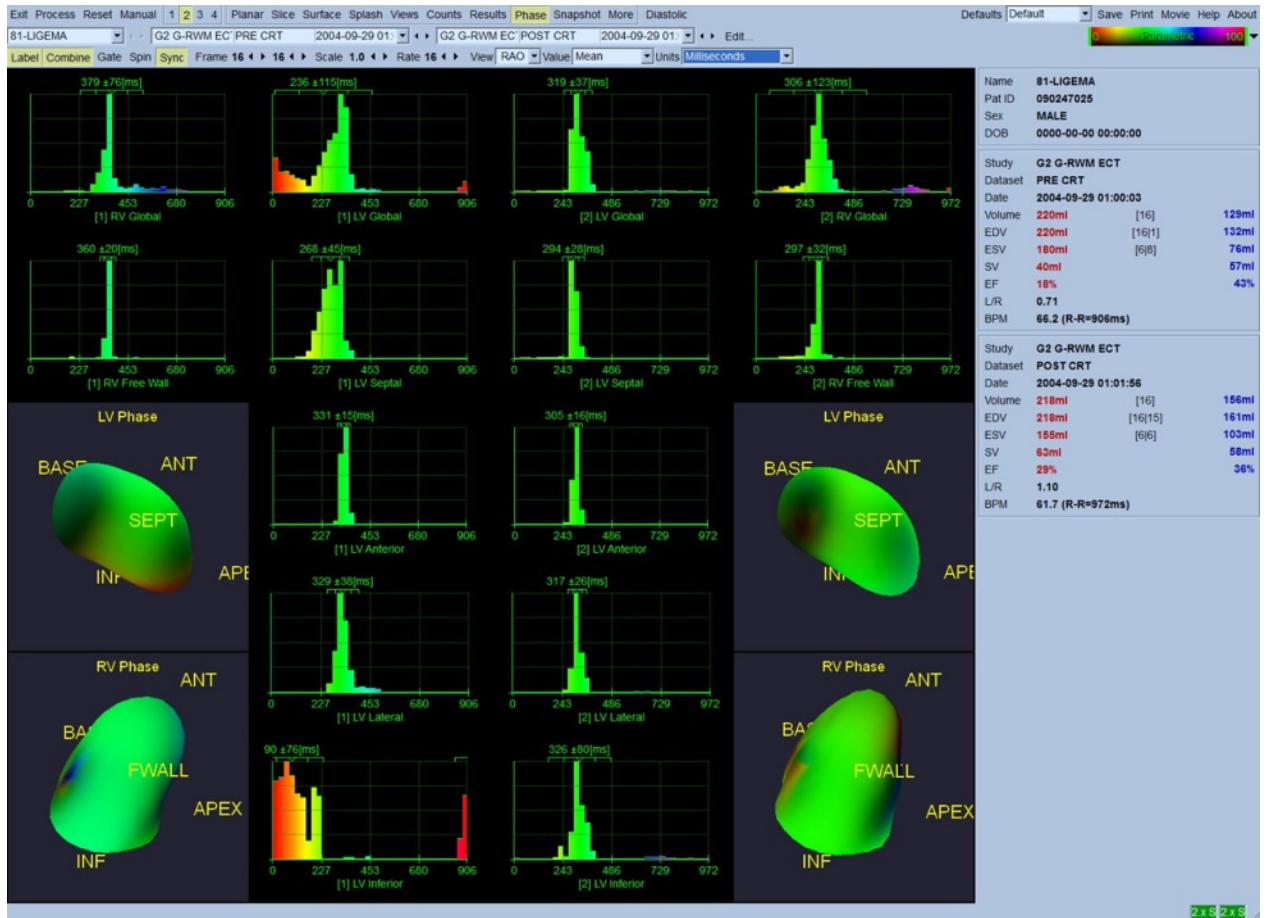 Exit Process Reset Manual 1 2 3 4 Planar Slice Surface Splash Views Counts Results Phase Snapshot More Diastolic Defaults Default Save Print Movie Help About
81-LIGEMA G2 G-RWM EC PRE CRT 2004-09-29 01: G2 G-RWM EC POST CRT 2004-09-29 01: Edit... 0 Parametric 100
Label Combine Gate Spin Sync Frame 16 16 Scale 1.0 Rate 16 View RAO Value Mean Units Milliseconds
379 ±76[ms] 236 ±115[ms] 319 ±37[ms] 306 ±123[ms]
0 227 453 680 906 0 227 453 680 906 0 243 486 729 972 0 243 486 729 972
[1] RV Global [1] LV Global [2] LV Global [2] RV Global
360 ±20[ms] 268 ±45[ms] 294 ±28[ms] 297 ±32[ms]
0 227 453 680 906 0 227 453 680 906 0 243 486 729 972 0 243 486 729 972
[1] RV Free Wall [1] LV Septal [2] LV Septal [2] RV Free Wall
LV Phase
BASE ANT
SEPT
INF APE
331 ±15[ms] 305 ±16[ms]
0 227 453 680 906 0 243 486 729 972
[1] LV Anterior [2] LV Anterior
LV Phase
BASE ANT
SEPT
INF APE
329 ±38[ms] 317 ±26[ms]
0 227 453 680 906 0 243 486 729 972
[1] LV Lateral [2] LV Lateral
RV Phase
ANT
BA
FWALL
APEX
INF
90 ±76[ms] 326 ±80[ms]
0 227 453 680 906 0 243 486 729 972
[1] LV Inferior [2] LV Inferior
RV Phase
ANT
BA
FWALL
APEX
INF
Name 81-LIGEMA
Pat ID 090247025
Sex MALE
DOB 0000-00-00 00:00:00
Study G2 G-RWM ECT
Dataset PRE CRT
Date 2004-09-29 01:00:03
Volume 220ml [16] 129ml
EDV 220ml [16|1] 132ml
ESV 180ml [6|8] 76ml
SV 40ml 57ml
EF 18% 43%
L/R 0.71
BPM 66.2 (R-R=906ms)
Study G2 G-RWM ECT
Dataset POST CRT
Date 2004-09-29 01:01:56
Volume 218ml [16] 156ml
EDV 218ml [16|15] 161ml
ESV 155ml [6|6] 103ml
SV 63ml 58ml
EF 29% 36%
L/R 1.10
BPM 61.7 (R-R=972ms)
2 x S 2 x S